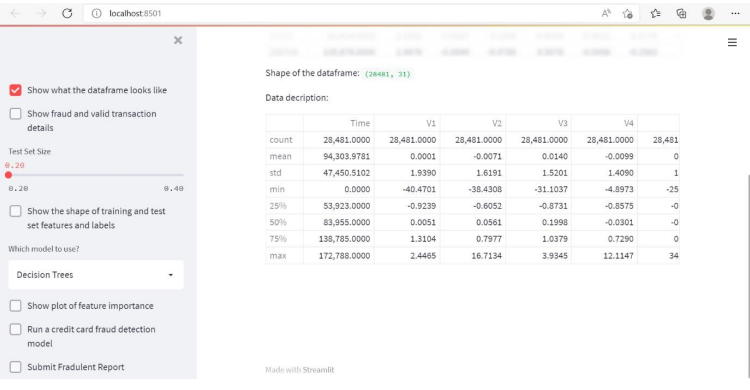 localhost:8501
Show what the dataframe looks like
Show fraud and valid transaction
details
Test Set Size
0.20
0.20 0.40
Show the shape of training and test
set features and labels
Which model to use?
Decision Trees
Show plot of feature importance
Run a credit card fraud detection
model
Submit Fradulent Report
Shape of the dataframe: (28481, 31)
Data decription:
Time V1 V2 V3 V4
count 28,481.0000 28,481.0000 28,481.0000 28,481.0000 28,481.0000 28,481
mean 94,303.9781 0.0001 -0.0071 0.0140 -0.0099 0
std 47,450.5102 1.9390 1.6191 1.5201 1.4090 1
min 0.0000 -40.4701 -38.4308 -31.1037 -4.8973 -25
25% 53,923.0000 -0.9239 -0.6052 -0.8731 -0.8575 -0
50% 83,955.0000 0.0051 0.0561 0.1998 -0.0301 -0
75% 138,785.0000 1.3104 0.7977 1.0379 0.7290 0
max 172,788.0000 2.4465 16.7134 3.9345 12.1147 34
Made with Streamlit